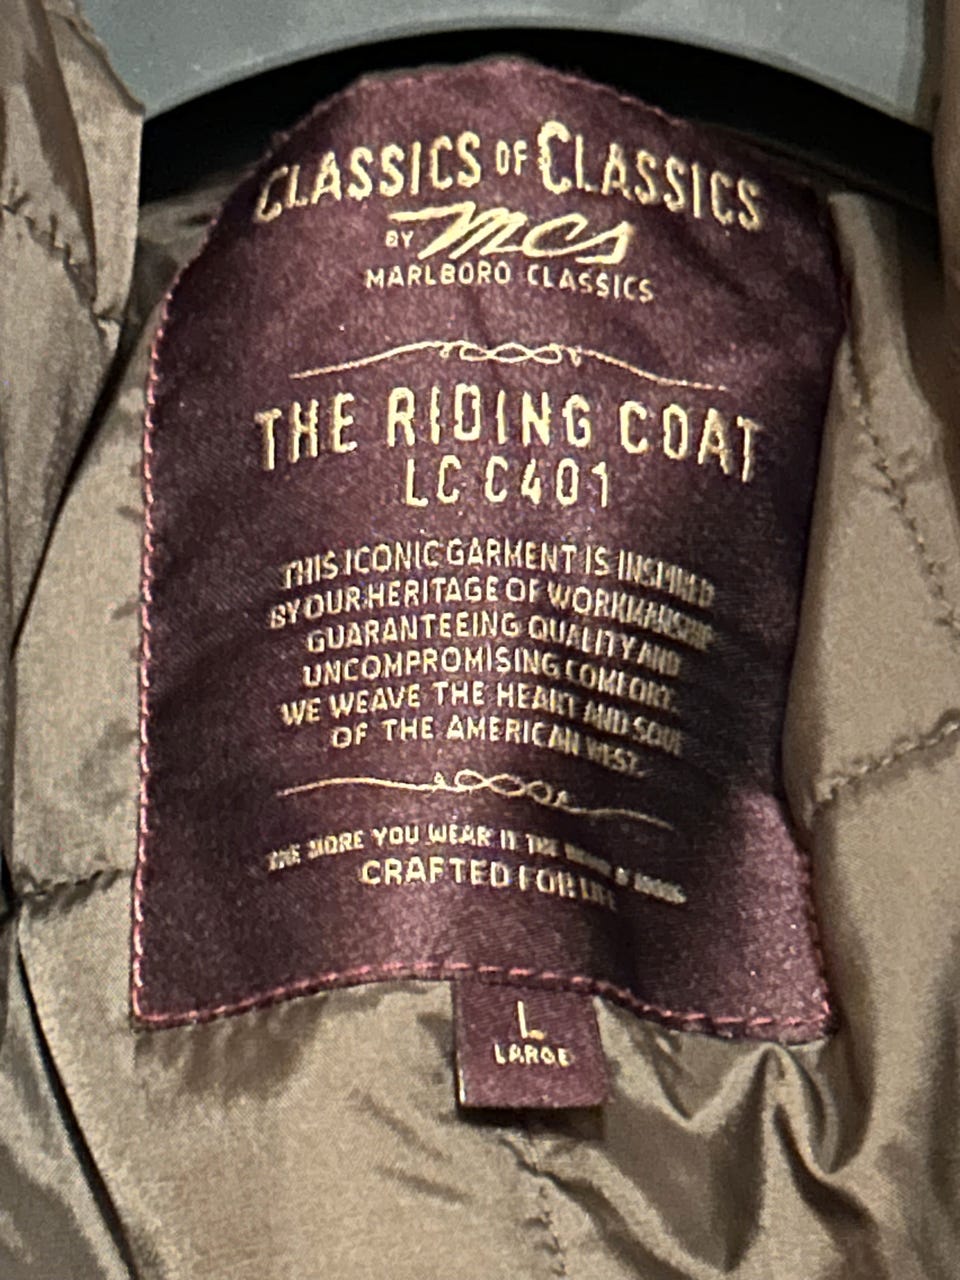 CLASSICS OF CLASSICS
BY MCS
MARLBORO CLASSICS
THE RIDING COAT
LC C401
THIS ICONIC GARMENT IS INSPIRED
BY OUR HERITAGE OF WORKMANSHIP
GUARANTEEING QUALITY AND
UNCOMPROMISING COMFORT.
WE WEAVE THE HEART AND SOUL
OF THE AMERICAN WEST.
THE MORE YOU WEAR IT THE
CRAFTED FOR LIFE
L
LARGE